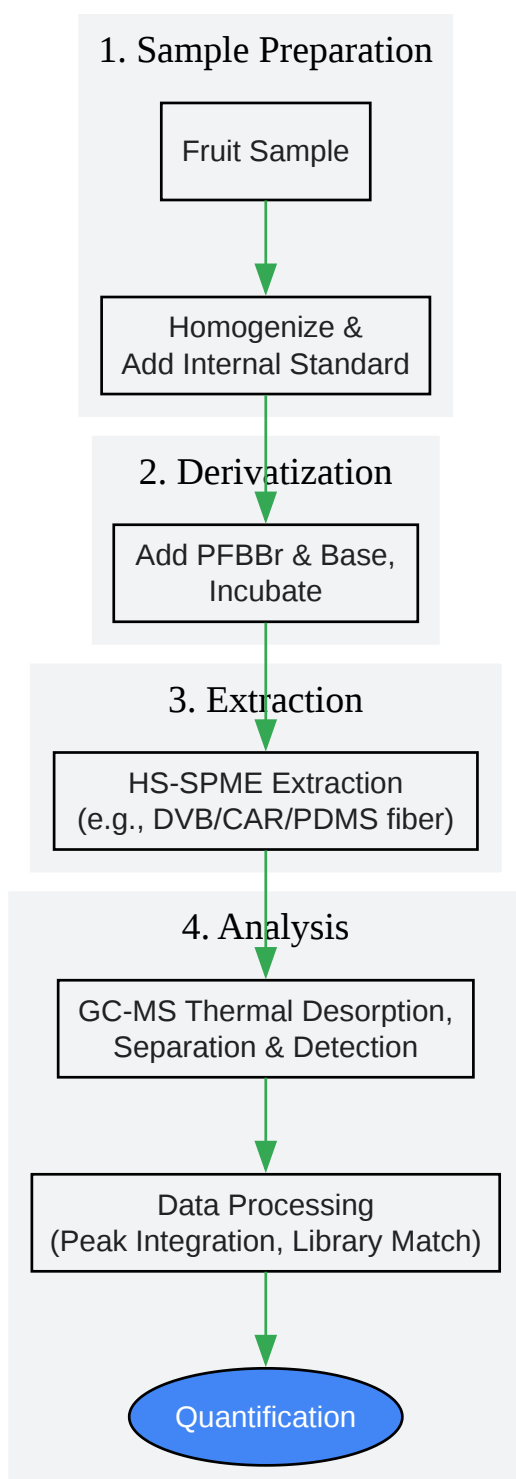 1. Sample Preparation
Fruit Sample
Homogenize &
Add Internal Standard
2. Derivatization
Add PFBBr & Base,
Incubate
3. Extraction
HS-SPME Extraction
(e.g., DVB/CAR/PDMS fiber)
4. Analysis
GC-MS Thermal Desorption,
Separation & Detection
Data Processing
(Peak Integration, Library Match)
Quantification